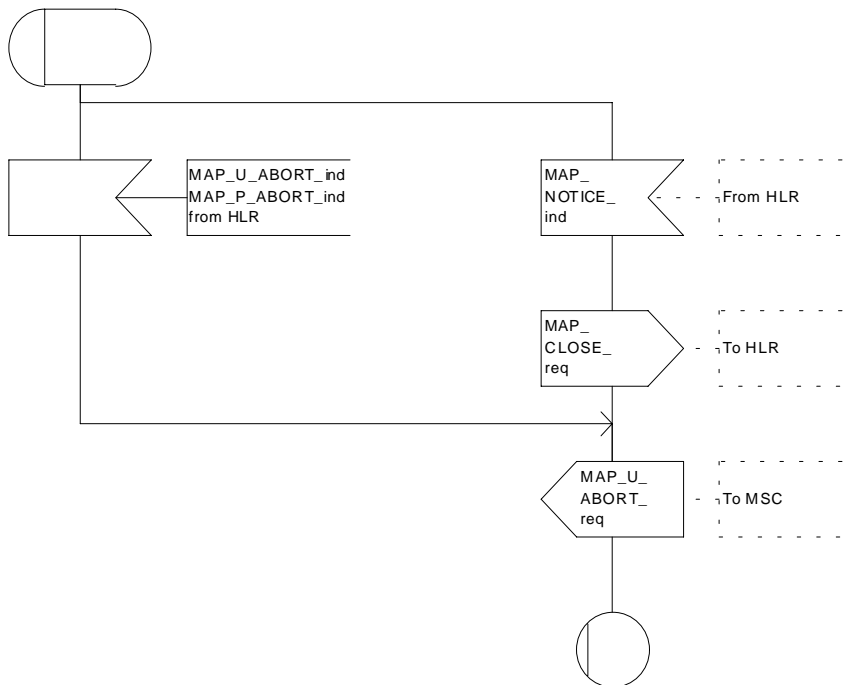 MAP_U_ABORT_ind
MAP_P_ABORT_ind
from HLR
MAP_
NOTICE_
ind
From HLR
MAP_
CLOSE_
req
To HLR
MAP_U_
ABORT_
req
To MSC